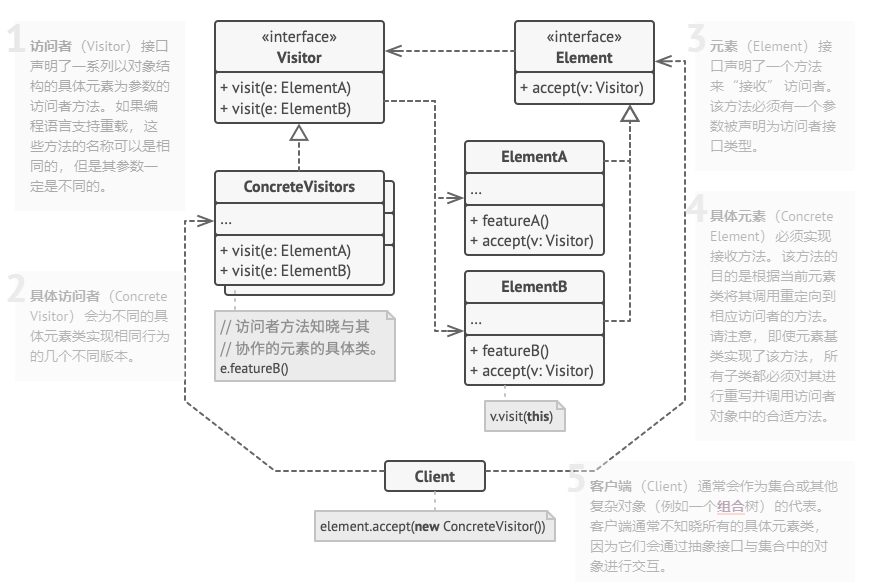 1
访问者（Visitor）接口
声明了一系列以对象结
构的具体元素为参数的
访问者方法。如果编
程语言支持重载，这
些方法的名称可以是相
同的，但是其参数一
定是不同的。
2
具体访问者（Concrete
Visitor）会为不同的具
体元素类实现相同行为
的几个不同版本。
«interface»
Visitor
+ visit(e: ElementA)
+ visit(e: ElementB)
ConcreteVisitors
...
+ visit(e: ElementA)
+ visit(e: ElementB)
// 访问者方法知晓与其
// 协作的元素的具体类。
e.featureB()
«interface»
Element
+ accept(v: Visitor)
ElementA
...
+ featureA()
+ accept(v: Visitor)
ElementB
...
+ featureB()
+ accept(v: Visitor)
v.visit(this)
3
元素（Element）接
口声明了一个方法
来“接收”访问者。
该方法必须有一个参
数被声明为访问者接
口类型。
4
具体元素（Concrete
Element）必须实现
接收方法。该方法的
目的是根据当前元素
类将其调用重定向到
相应访问者的方法。
请注意，即使元素基
类实现了该方法，所
有子类都必须对其进
行重写并调用访问者
对象中的合适方法。
Client
element.accept(new ConcreteVisitor())
5
客户端（Client）通常会作为集合或其他
复杂对象（例如一个组合树）的代表。
客户端通常不知晓所有的具体元素类，
因为它们会通过抽象接口与集合中的对
象进行交互。